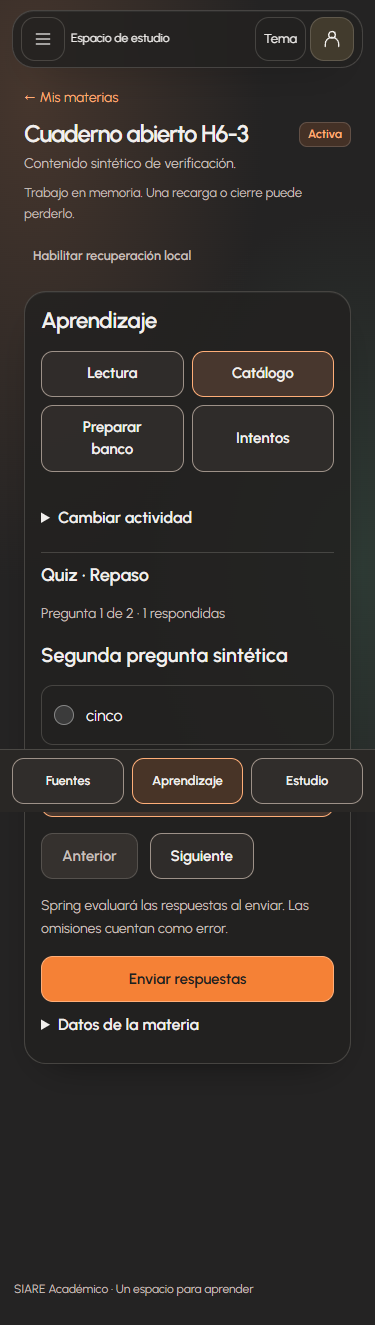 Espacio de estudio
Tema
← Mis materias
Cuaderno abierto H6-3
Activa
Contenido sintético de verificación.
Trabajo en memoria. Una recarga o cierre puede
perderlo.
Habilitar recuperación local
Aprendizaje
Lectura
Catálogo
Preparar
banco
Intentos
▶ Cambiar actividad
Quiz · Repaso
Pregunta 1 de 2 · 1 respondidas
Segunda pregunta sintética
cinco
Fuentes
Aprendizaje
Estudio
Anterior
Siguiente
Spring evaluará las respuestas al enviar. Las
omisiones cuentan como error.
Enviar respuestas
▶ Datos de la materia
SIARE Académico · Un espacio para aprender